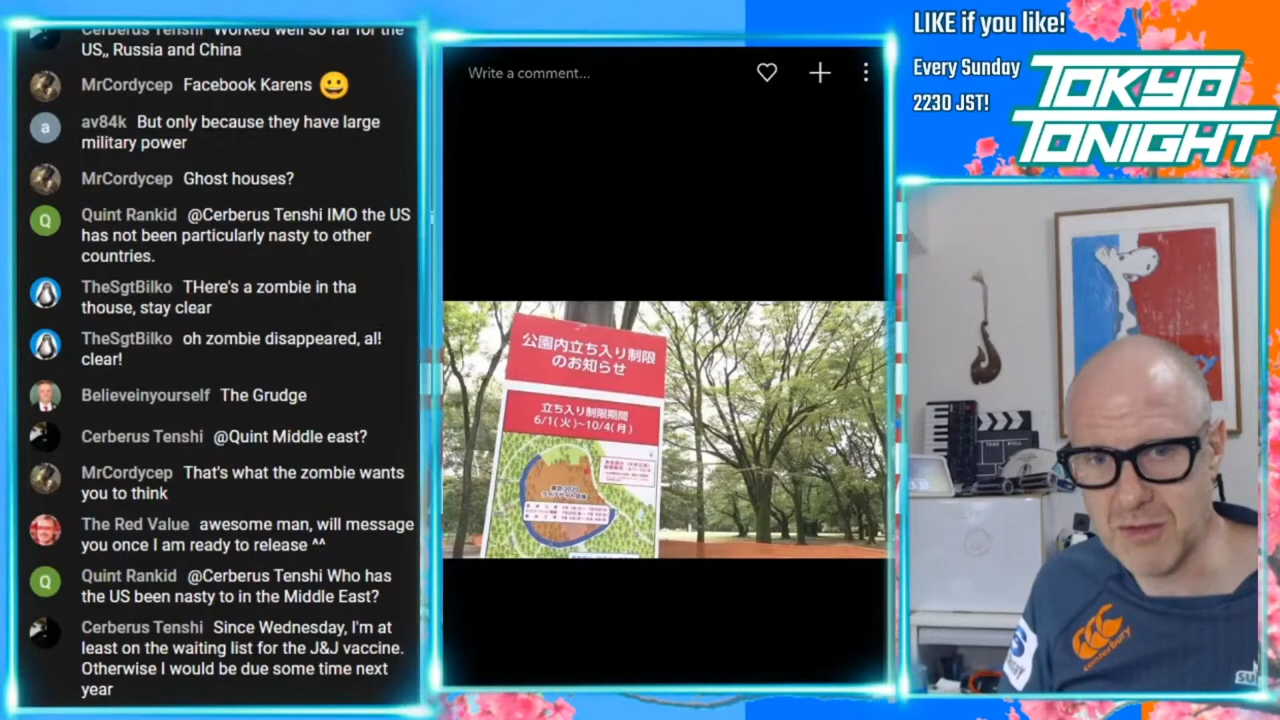 Cerberus Tenshi Worked well so far for the
US,, Russia and China
MrCordycep Facebook Karens 😀
a
av84k But only because they have large
military power
MrCordycep Ghost houses?
Q
Quint Rankid @Cerberus Tenshi IMO the US
has not been particularly nasty to other
countries.
TheSgtBilko THere's a zombie in tha
thouse, stay clear
TheSgtBilko oh zombie disappeared, al!
clear!
Believeinyourself The Grudge
Cerberus Tenshi @Quint Middle east?
MrCordycep That's what the zombie wants
you to think
The Red Value awesome man, will message
you once I am ready to release ^^
Q
Quint Rankid @Cerberus Tenshi Who has
the US been nasty to in the Middle East?
Cerberus Tenshi Since Wednesday, I'm at
least on the waiting list for the J&J vaccine.
Otherwise I would be due some time next
year
Write a comment...
公園内立ち入り制限
のお知らせ
立ち入り制限期間
6/1(火)~10/4(月)
東京2020
LIKE if you like!
Every Sunday
2230 JST!
TOKYO
TONIGHT
canterbury